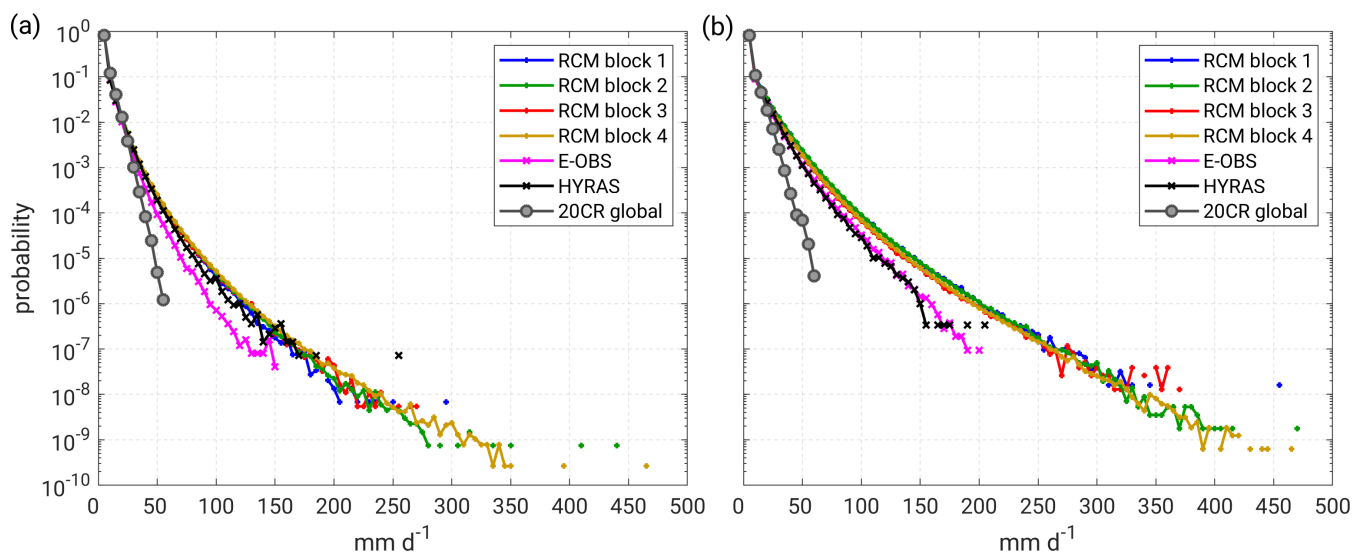 (a)
probability
10^0
10^-1
10^-2
10^-3
10^-4
10^-5
10^-6
10^-7
10^-8
10^-9
10^-10
0 50 100 150 200 250 300 350 400 450 500
mm d^-1
RCM block 1
RCM block 2
RCM block 3
RCM block 4
E-OBS
HYRAS
20CR global
(b)
RCM block 1
RCM block 2
RCM block 3
RCM block 4
E-OBS
HYRAS
20CR global
0 50 100 150 200 250 300 350 400 450 500
mm d^-1